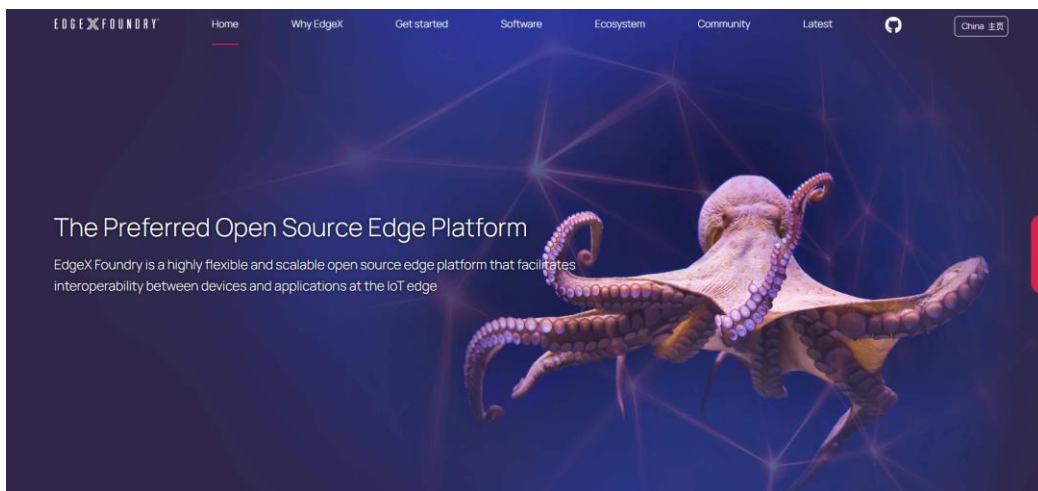 EDGE X FOUNDRY
Home
Why EdgeX
Get started
Software
Ecosystem
Community
Latest
China 主页
The Preferred Open Source Edge Platform
EdgeX Foundry is a highly flexible and scalable open source edge platform that facilitates
interoperability between devices and applications at the IoT edge